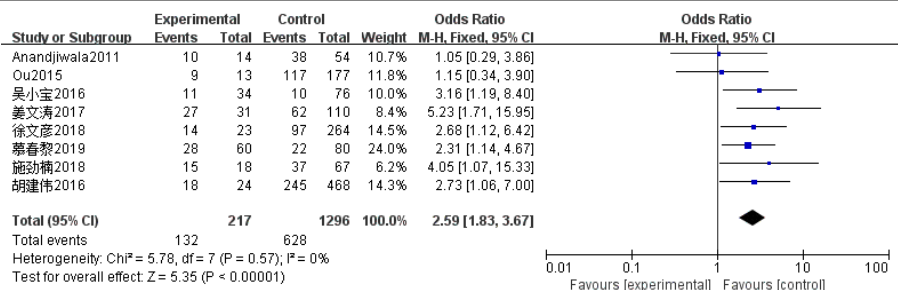 Experimental Control Odds Ratio Odds Ratio
Study or Subgroup Events Total Events Total Weight M-H, Fixed, 95% CI M-H, Fixed, 95% CI
Anandjiwala2011 10 14 38 54 10.7% 1.05 [0.29, 3.86]
Ou2015 9 13 117 177 10.0% 1.15 [0.34, 3.90]
吴小宝2016 11 34 10 76 11.9% 3.16 [1.19, 8.40]
姜文涛2017 27 31 62 110 8.4% 5.23 [1.71, 15.95]
徐文彦2018 14 23 97 264 14.5% 2.68 [1.12, 6.42]
慕春黎2019 28 60 22 80 24.0% 2.31 [1.14, 4.67]
施劲楠2018 15 18 37 67 6.2% 4.05 [1.07, 15.33]
胡建伟2016 18 24 245 468 14.3% 2.73 [1.06, 7.00]
Total (95% CI) 217 1296 100.0% 2.59 [1.83, 3.67]
Total events 132 628
Heterogeneity: Chi² = 5.78, df = 7 (P = 0.57); I² = 0%
Test for overall effect: Z = 5.35 (P < 0.00001)
0.01 0.1 1 10 100
Favours [experimental] Favours [control]